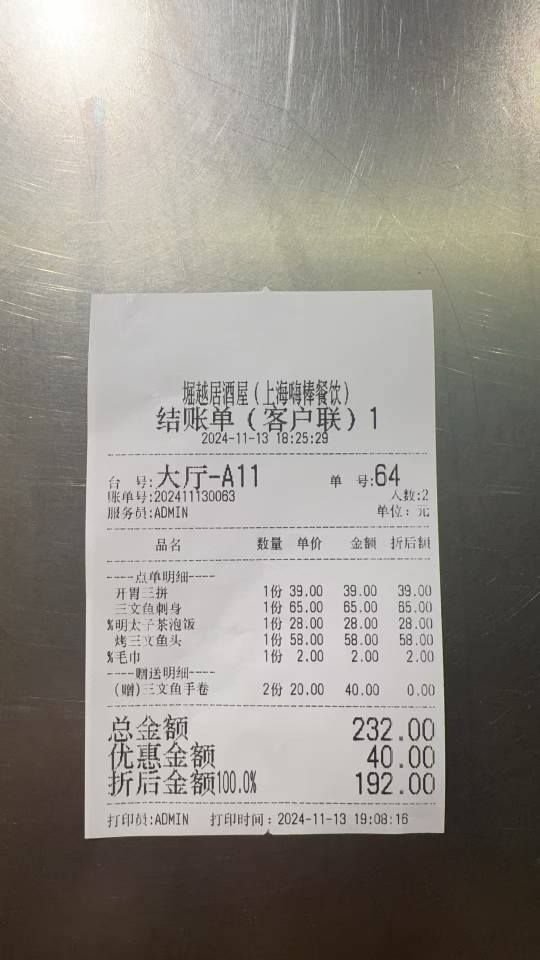 堀越居酒屋(上海嗨棒餐饮)
结账单(客户联)1
2024-11-13 18:25:29
台 号:大厅-A11 单 号:64
账单号:202411130063 人数:2
服务员:ADMIN 单位: 元
品名 数量 单价 金额 折后额
-----点单明细-----
开胃三拼 1份 39.00 39.00 39.00
三文鱼刺身 1份 65.00 65.00 65.00
%明太子茶泡饭 1份 28.00 28.00 28.00
烤三文鱼头 1份 58.00 58.00 58.00
%毛巾 1份 2.00 2.00 2.00
-----赠送明细-----
(赠)三文鱼手卷 2份 20.00 40.00 0.00
总金额 232.00
优惠金额 40.00
折后金额100.0% 192.00
打印员:ADMIN 打印时间: 2024-11-13 19:08:16